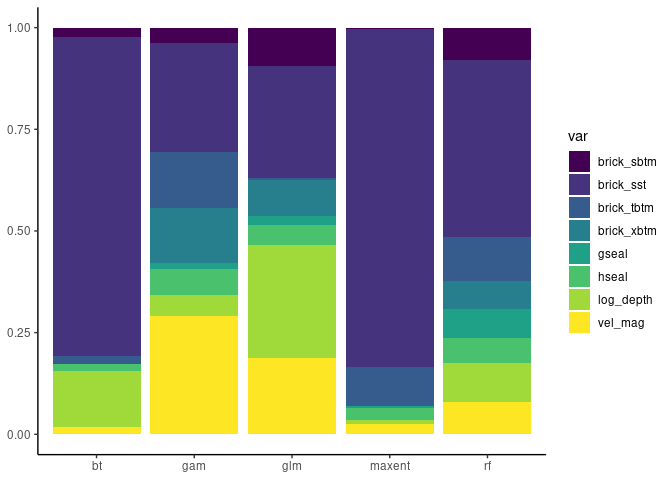 1.00
0.75
0.50
0.25
0.00
bt gam glm maxent rf
var
brick_sbtm
brick_sst
brick_tbtm
brick_xbtm
gseal
hseal
log_depth
vel_mag